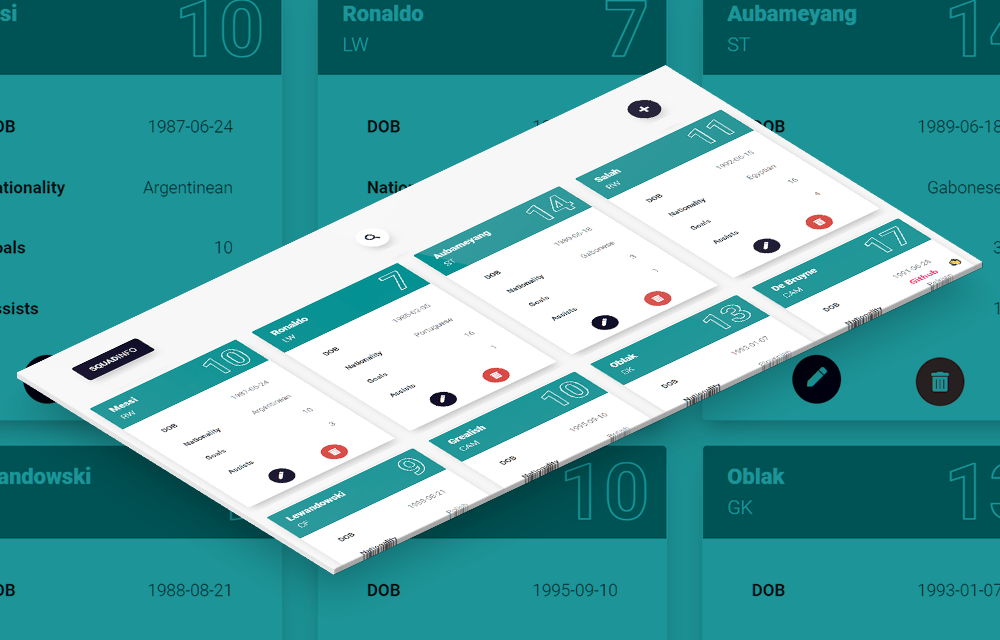 si
10
Ronaldo
LW
7
Aubameyang
ST
14
OB
1987-06-24
DOB
OB
1989-06-18
ationality
Argentinean
Gabonese
oals
10
ssists
andowski
10
Oblak
GK
13
OB
1988-08-21
DOB
1995-09-10
DOB
1993-01-07
SQUADINFO
Messi
RW
10
DOB
1987-06-24
Nationality
Argentinean
Goals
10
Assists
3
Ronaldo
LW
7
DOB
1985-02-05
Nationality
Portuguese
Goals
16
Assists
1
Aubameyang
ST
14
DOB
1989-06-18
Nationality
Gabonese
Goals
3
Assists
1
Salah
RW
11
DOB
1992-06-15
Nationality
Egyptian
Goals
16
Assists
4
Lewandowski
CF
9
DOB
1988-08-21
Nationality
Grealish
CAM
10
DOB
1995-09-10
Nationality
Oblak
GK
13
DOB
1993-01-07
De Bruyne
CAM
17
DOB
1991-06-28
Nationality
Github